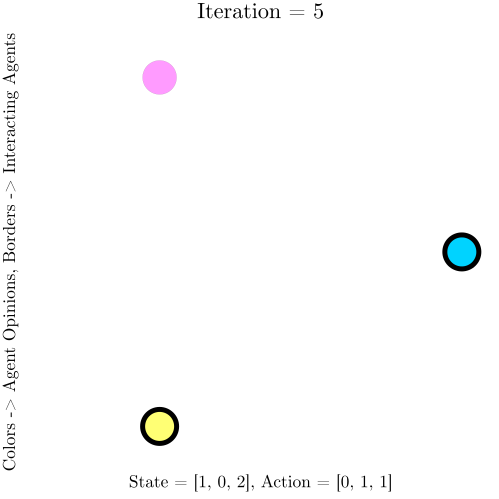 Iteration = 5
Colors -> Agent Opinions, Borders -> Interacting Agents
State = [1, 0, 2], Action = [0, 1, 1]